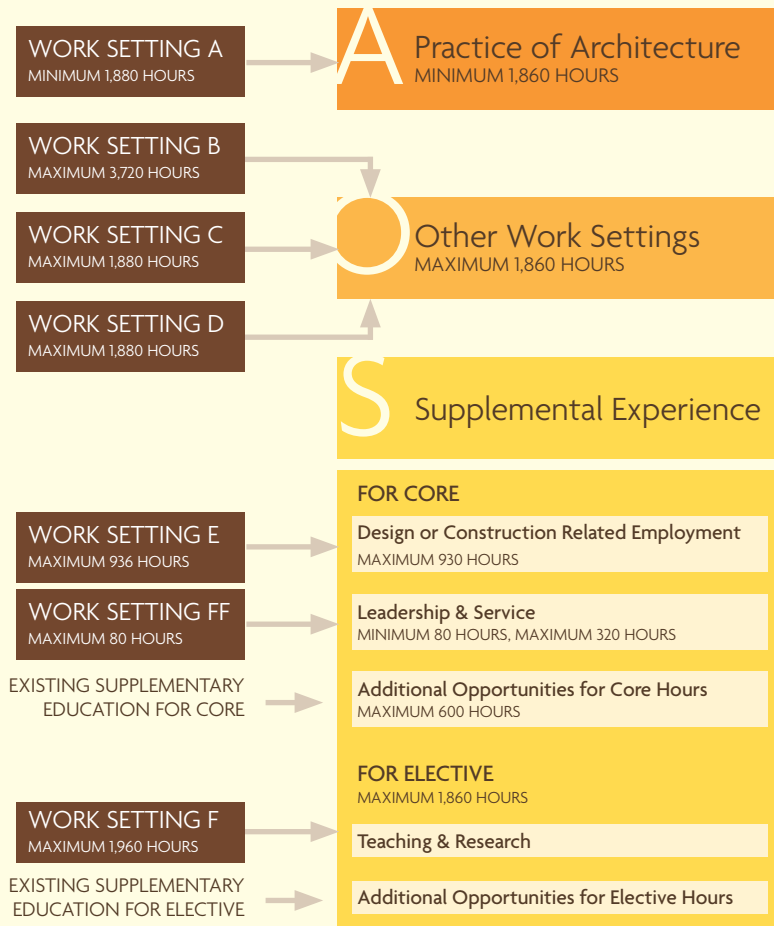 WORK SETTING A
MINIMUM 1,880 HOURS
A
Practice of Architecture
MINIMUM 1,860 HOURS
WORK SETTING B
MAXIMUM 3,720 HOURS
WORK SETTING C
MAXIMUM 1,880 HOURS
O
Other Work Settings
MAXIMUM 1,860 HOURS
WORK SETTING D
MAXIMUM 1,880 HOURS
S
Supplemental Experience
FOR CORE
WORK SETTING E
MAXIMUM 936 HOURS
Design or Construction Related Employment
MAXIMUM 930 HOURS
WORK SETTING FF
MAXIMUM 80 HOURS
Leadership & Service
MINIMUM 80 HOURS, MAXIMUM 320 HOURS
EXISTING SUPPLEMENTARY
EDUCATION FOR CORE
Additional Opportunities for Core Hours
MAXIMUM 600 HOURS
FOR ELECTIVE
MAXIMUM 1,860 HOURS
WORK SETTING F
MAXIMUM 1,960 HOURS
Teaching & Research
EXISTING SUPPLEMENTARY
EDUCATION FOR ELECTIVE
Additional Opportunities for Elective Hours